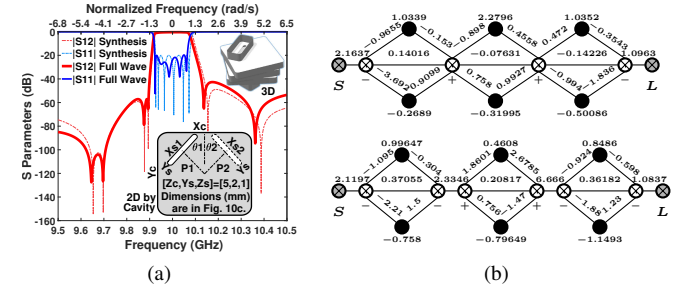 Normalized Frequency (rad/s)
-6.8 -5.4 -4.1 -2.7 -1.3 0 1.3 2.6 3.9 5.2 6.5
0
-20
-40
-60
-80
-100
-120
-140
-160
S Parameters (dB)
|S12| Synthesis
|S11| Synthesis
|S12| Full Wave
|S11| Full Wave
3D
Xc
Yc
Xs1
θ1
θ2
Xs2
Ys
Ys
P1
P2
[Zc,Ys,Zs]=[5,2,1]
Dimensions (mm)
are in Fig. 10c.
2D by
Cavity
9.5 9.6 9.7 9.8 9.9 10 10.1 10.2 10.3 10.4 10.5
Frequency (GHz)
(a)
1.0339 2.2796 1.0352
−0.9655 −0.153 −0.898 0.4558 0.472 −0.3543
2.1637 0.14016 −0.07631 −0.14226 1.0963
S − + + − L
−3.692 0.9099 0.758 0.9927 −0.994 −1.836
−0.2689 −0.31995 −0.50086
0.99647 0.4608 0.8486
−1.095 −0.304 1.8601 2.6785 −0.924 0.598
2.1197 0.37055 2.3346 0.20817 6.666 0.36182 1.0837
S − − + + − − L
−2.21 1.5 0.756 −1.47 −1.88 1.23
−0.758 −0.79649 −1.1493
(b)